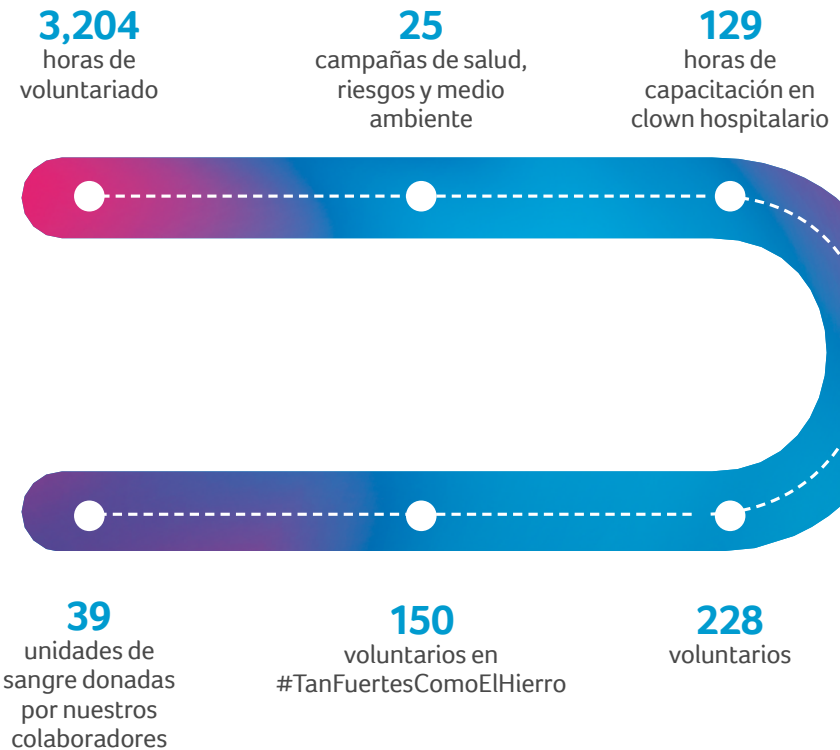 3,204
horas de
voluntariado
25
campañas de salud,
riesgos y medio
ambiente
129
horas de
capacitación en
clown hospitalario
39
unidades de
sangre donadas
por nuestros
colaboradores
150
voluntarios en
#TanFuertesComoElHierro
228
voluntarios